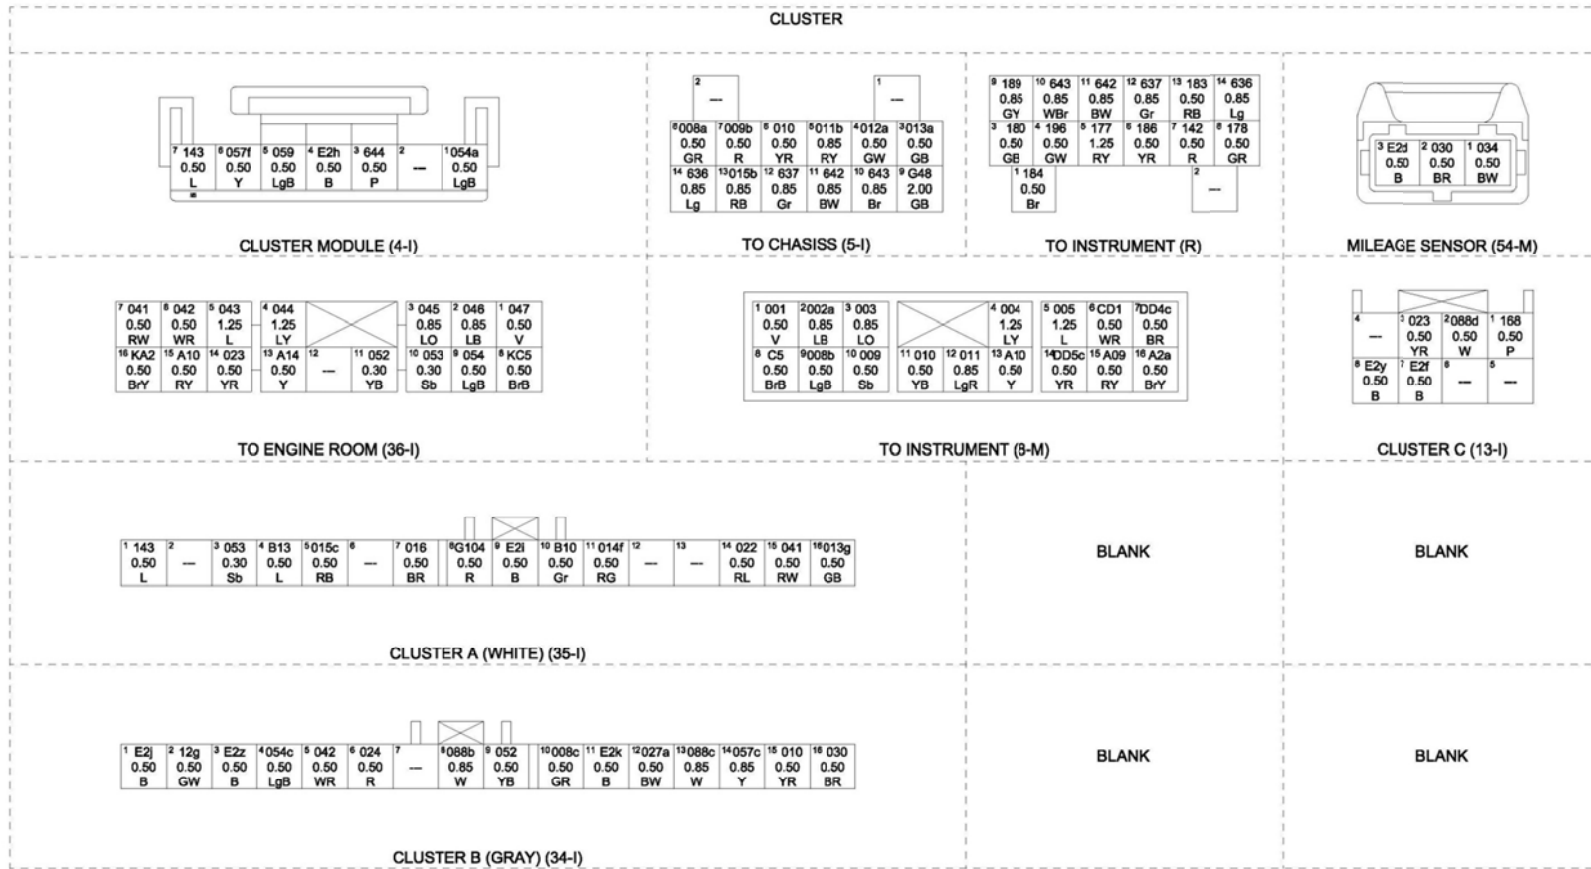 CLUSTER
7 143 6 057f 5 059 4 E2h 3 644 2 1 054a
0.50 0.50 0.50 0.50 0.50 --- 0.50
L Y LgB B P LgB
CLUSTER MODULE (4-I)
2 1
--- ---
6 008a 7 009b 6 010 5 011b 4 012a 3 013a
0.50 0.50 0.50 0.85 0.50 0.50
GR R YR RY GW GB
14 636 13 015b 12 637 11 642 10 643 9 G48
0.85 0.85 0.85 0.85 0.85 2.00
Lg RB Gr BW Br GB
TO CHASISS (5-I)
9 189 10 643 11 642 12 637 13 183 14 636
0.85 0.85 0.85 0.85 0.50 0.85
GY WBr BW Gr RB Lg
3 180 4 196 5 177 6 186 7 142 8 178
0.50 0.50 1.25 0.50 0.50 0.50
GB GW RY YR R GR
1 184 2
0.50 ---
Br
TO INSTRUMENT (R)
3 E2d 2 030 1 034
0.50 0.50 0.50
B BR BW
MILEAGE SENSOR (54-M)
7 041 6 042 5 043 4 044 3 045 2 046 1 047
0.50 0.50 1.25 1.25 0.85 0.85 0.50
RW WR L LY LO LB V
16 KA2 15 A10 14 023 13 A14 12 11 052 10 053 9 054 8 KC5
0.50 0.50 0.50 0.50 --- 0.30 0.30 0.50 0.50
BrY RY YR Y YB Sb LgB BrB
TO ENGINE ROOM (36-I)
1 001 2 002a 3 003 4 004 5 005 6 CD1 7 DD4c
0.50 0.85 0.85 1.25 1.25 0.50 0.50
V LB LO LY L WR BR
8 C5 9 008b 10 009 11 010 12 011 13 A10 14 DD5c 15 A09 16 A2a
0.50 0.50 0.50 0.50 0.85 0.50 0.50 0.50 0.50
BrB LgB Sb YB LgR Y YR RY BrY
TO INSTRUMENT (8-M)
4 3 023 2 088d 1 168
--- 0.50 0.50 0.50
YR W P
8 E2y 7 E2f 6 5
0.50 0.50 --- ---
B B
CLUSTER C (13-I)
1 143 2 3 053 4 B13 5 015c 6 7 016 8 G104 9 E2i 10 B10 11 014f 12 13 14 022 15 041 16 013g
0.50 --- 0.30 0.50 0.50 --- 0.50 0.50 0.50 0.50 0.50 --- --- 0.50 0.50 0.50
L Sb L RB BR R B Gr RG RL RW GB
CLUSTER A (WHITE) (35-I)
BLANK
BLANK
1 E2j 2 12g 3 E2z 4 054c 5 042 6 024 7 8 088b 9 052 10 008c 11 E2k 12 027a 13 088c 14 057c 15 010 16 030
0.50 0.50 0.50 0.50 0.50 0.50 --- 0.85 0.50 0.50 0.50 0.50 0.85 0.85 0.50 0.50
B GW B LgB WR R W YB GR B BW W Y YR BR
CLUSTER B (GRAY) (34-I)
BLANK
BLANK